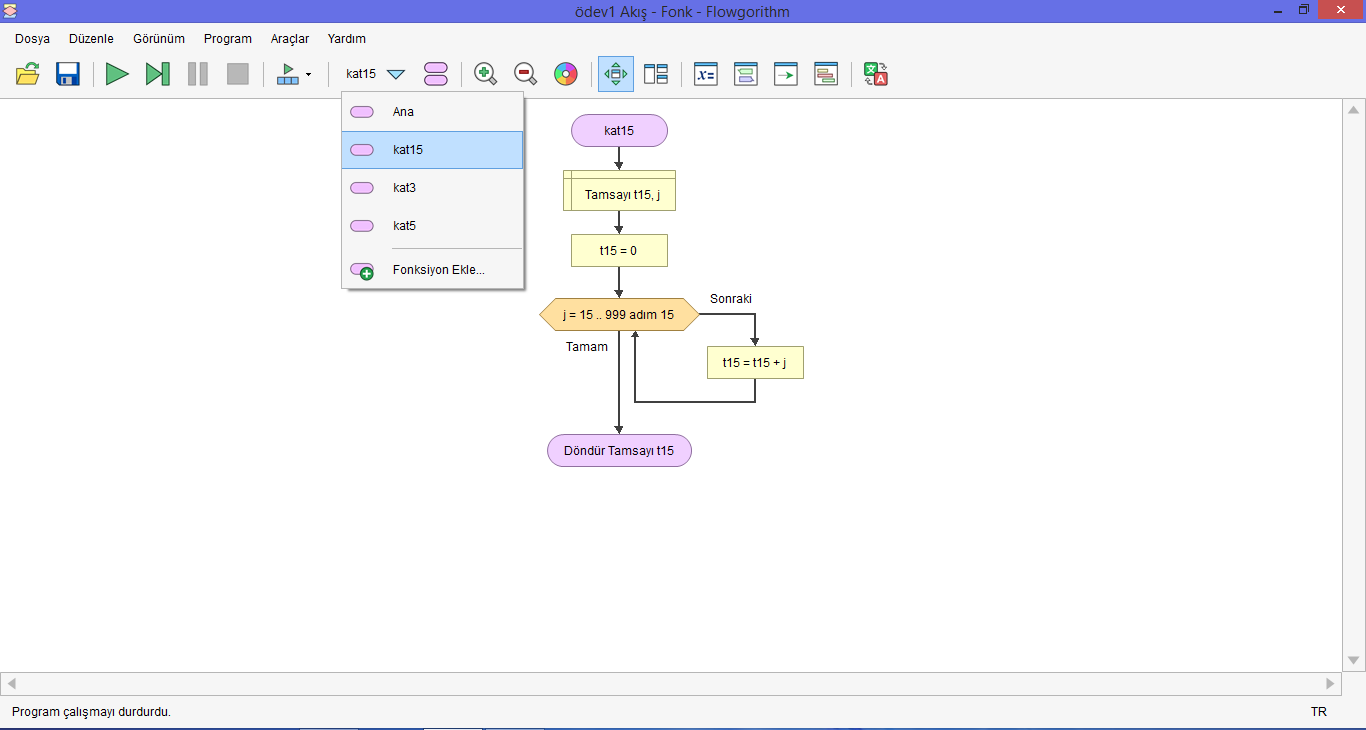 ödev1 Akış - Fonk - Flowgorithm
Dosya Düzenle Görünüm Program Araçlar Yardım
kat15
x=
Ana
kat15
kat3
kat5
Fonksiyon Ekle...
kat15
Tamsayı t15, j
t15 = 0
j = 15 .. 999 adım 15
Sonraki
t15 = t15 + j
Tamam
Döndür Tamsayı t15
Program çalışmayı durdurdu.
TR